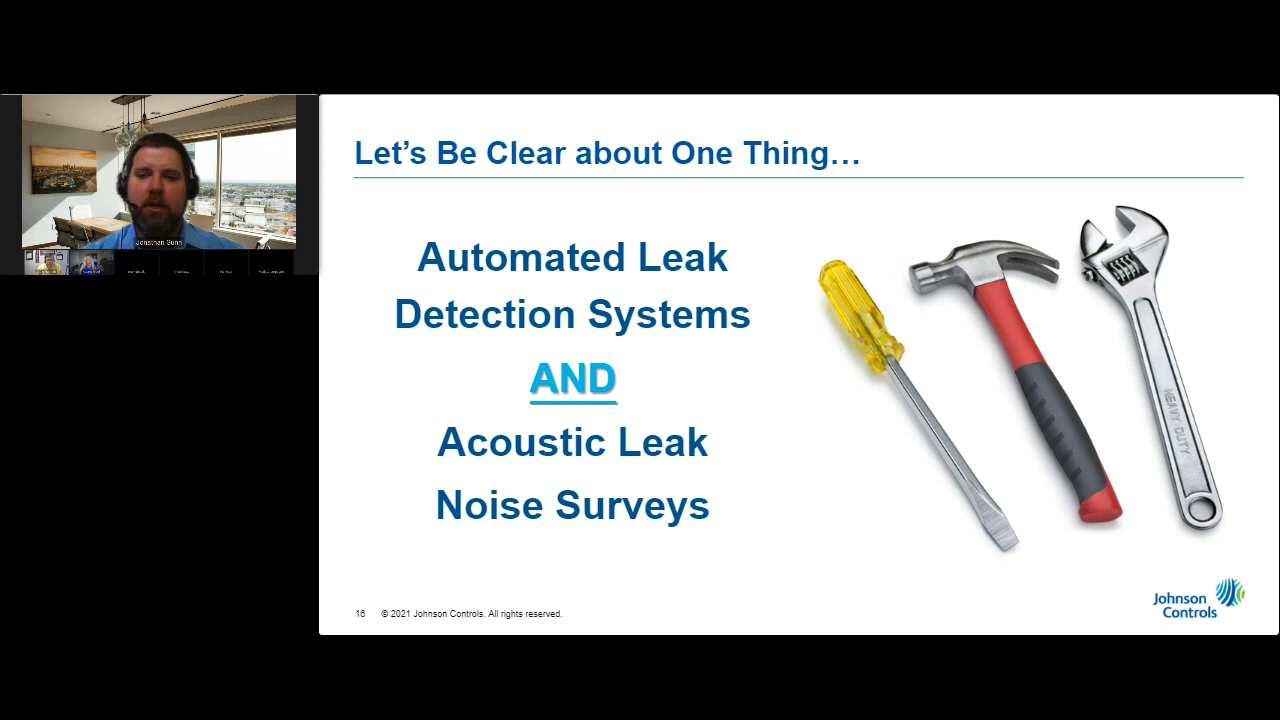 Let’s Be Clear about One Thing…
Automated Leak
Detection Systems
AND
Acoustic Leak
Noise Surveys
HEAVY DUTY
Jonathan Gunn
16 © 2021 Johnson Controls. All rights reserved.
Johnson
Controls